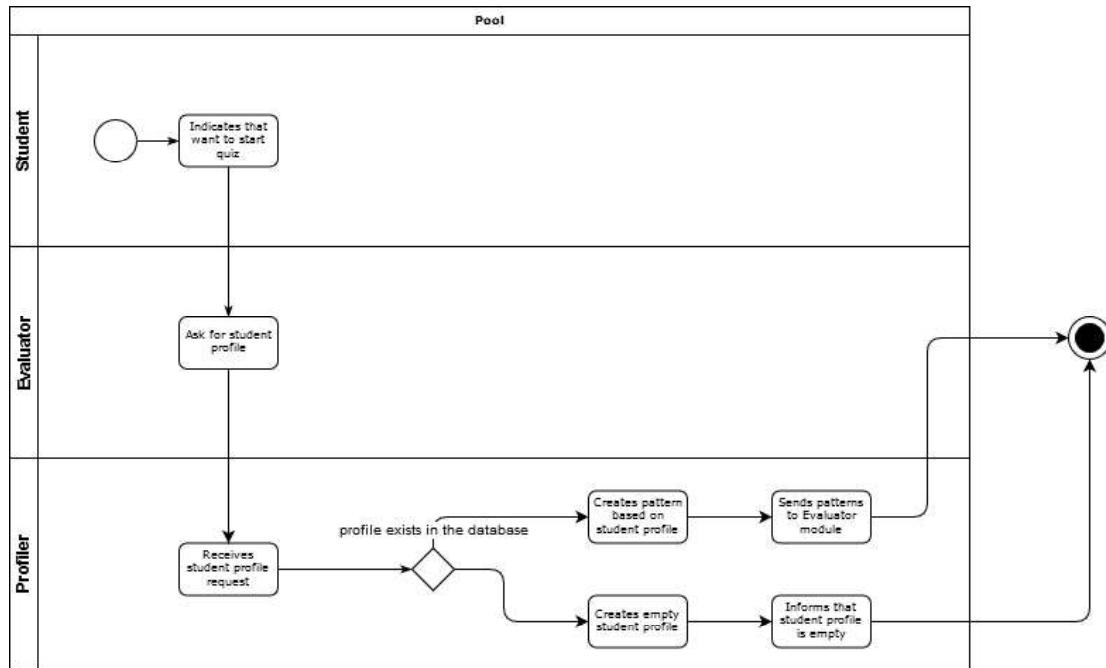 Pool
Student
Indicates that
want to start
quiz
Evaluator
Ask for student
profile
Profiler
Receives
student profile
request
profile exists in the database
Creates pattern
based on
student profile
Sends patterns
to Evaluator
module
Creates empty
student profile
Informs that
student profile
is empty